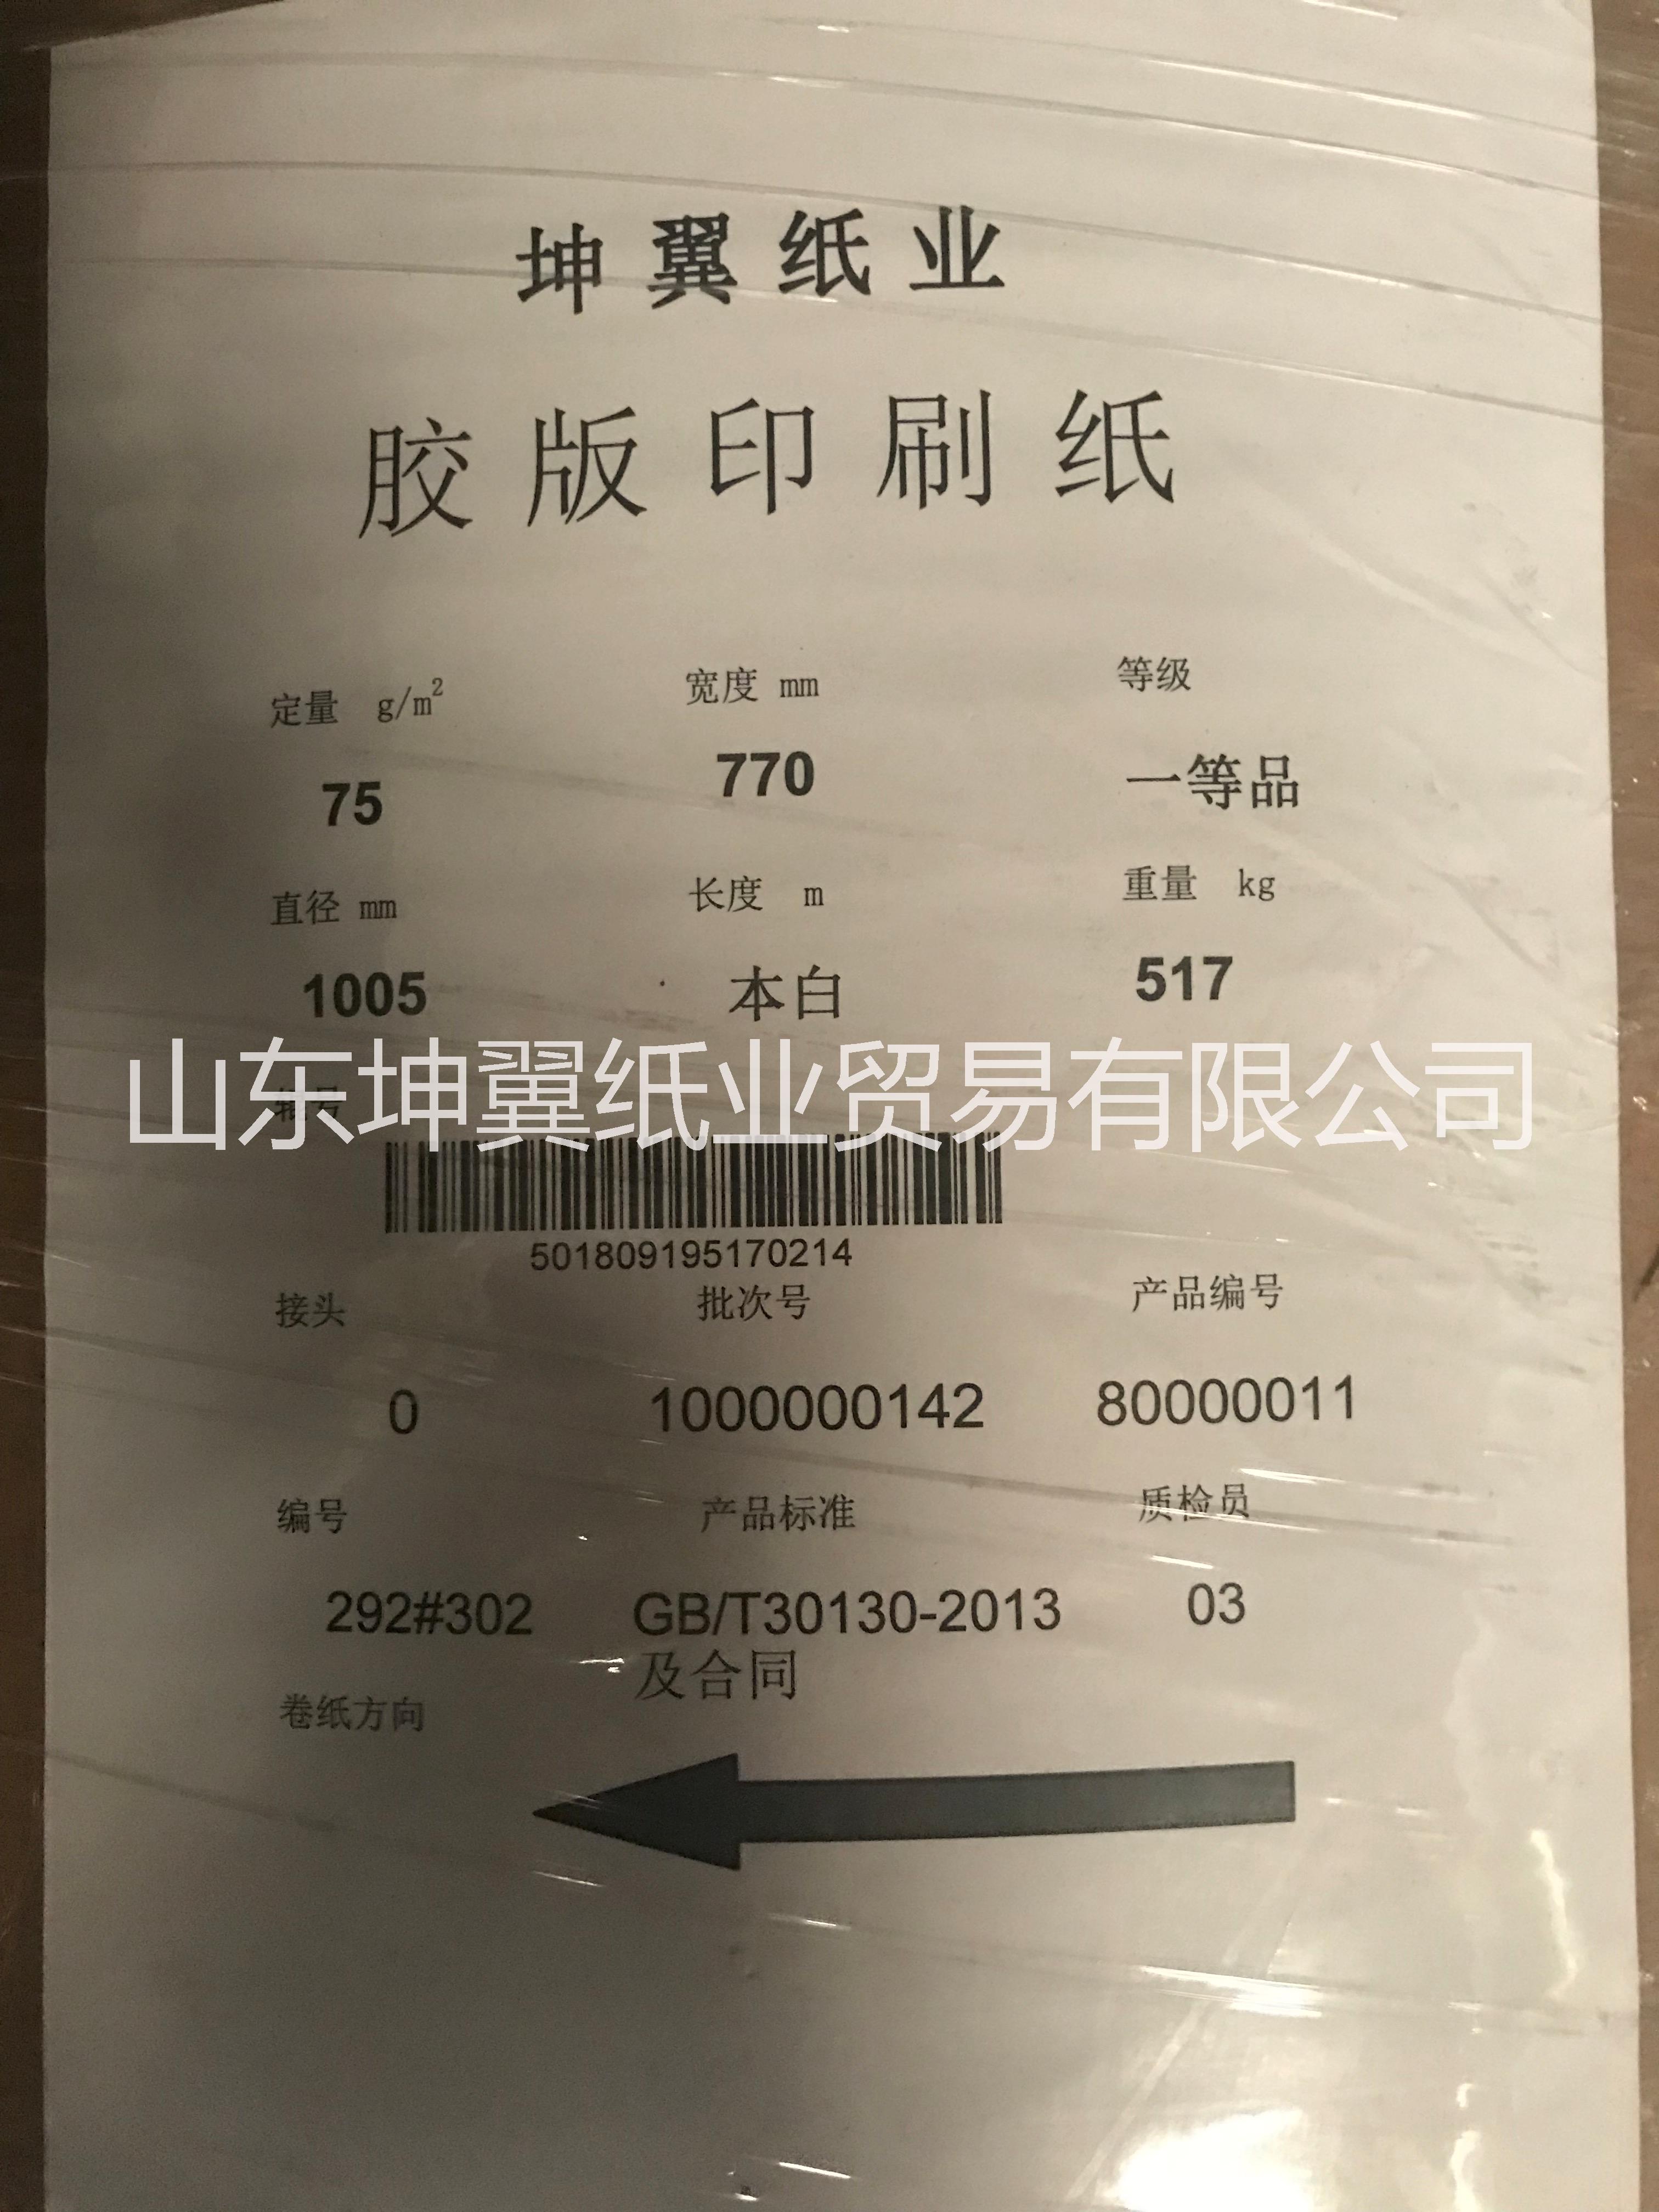 坤翼纸业
胶版印刷纸
定量 g/m² 宽度 mm 等级
75 770 一等品
直径 mm 长度 m 重量 kg
1005 本白 517
山东坤翼纸业贸易有限公司
501809195170214
接头 批次号 产品编号
0 1000000142 80000011
编号 产品标准 质检员
292#302 GB/T30130-2013 03
及合同
卷纸方向